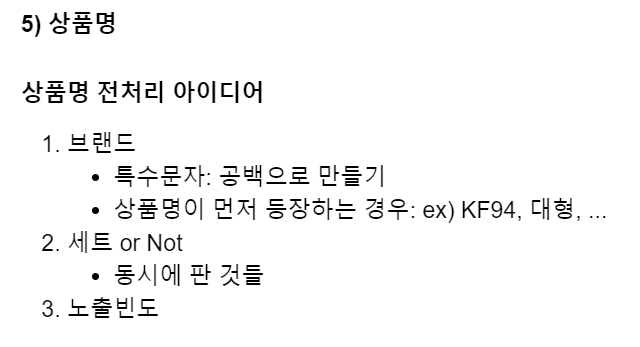 5) 상품명
상품명 전처리 아이디어
1. 브랜드
• 특수문자: 공백으로 만들기
• 상품명이 먼저 등장하는 경우: ex) KF94, 대형, ...
2. 세트 or Not
• 동시에 판 것들
3. 노출빈도